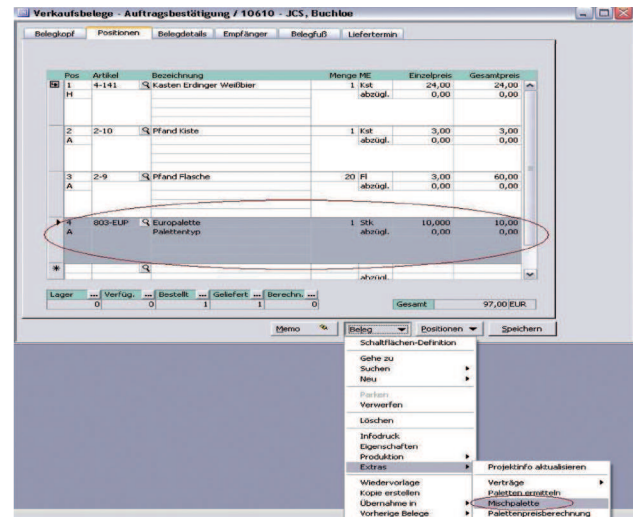 Verkaufsbelege - Auftragsbestätigung / 10610 - JCS, Buchloe
Belegkopf Positionen Belegdetails Empfänger Belegfuß Liefertermin
Pos Artikel Bezeichnung Menge ME Einzelpreis Gesamtpreis
1 4-141 Kasten Erdinger Weißbier 1 Kst 24,00 24,00
H abzügl. 0,00 0,00
2 2-10 Pfand Kiste 1 Kst 3,00 3,00
A abzügl. 0,00 0,00
3 2-9 Pfand Flasche 20 Fl 3,00 60,00
A abzügl. 0,00 0,00
4 803-EUP Europalette 1 Stk 10,000 10,00
A Palettentyp abzügl. 0,00 0,00
* abzügl.
Lager ... Verfüg. ... Bestellt ... Geliefert ... Berechn. ...
0 0 1 1 0 Gesamt 97,00 EUR
Memo Beleg Positionen Speichern
Schaltflächen-Definition
Gehe zu
Suchen
Neu
Parken
Verwerfen
Löschen
Infodruck
Eigenschaften
Produktion
Extras Projektinfo aktualisieren
Wiedervorlage Verträge
Kopie erstellen Paletten ermitteln
Übernahme in Mischpalette
Vorherige Belege Palettenpreisberechnung